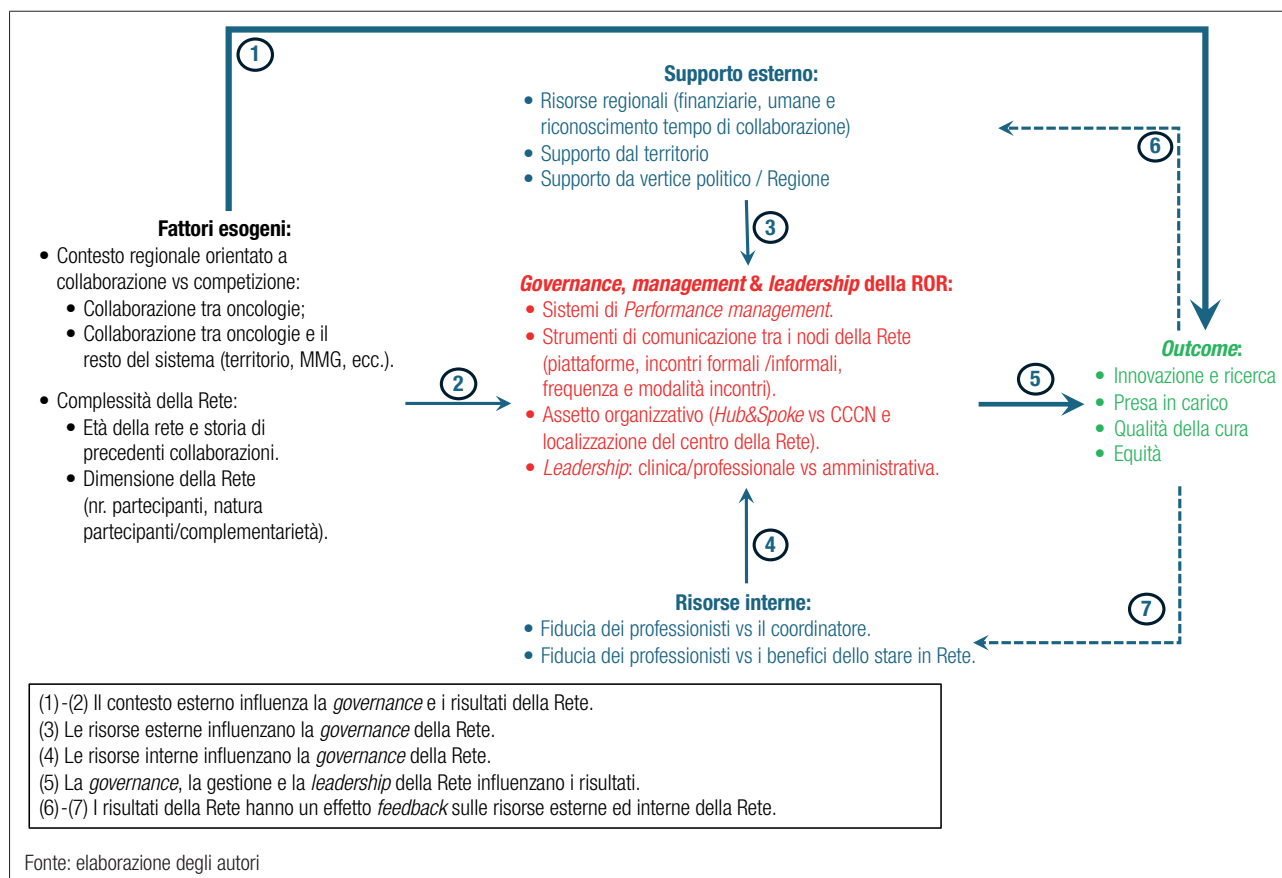 1
Supporto esterno:
• Risorse regionali (finanziarie, umane e
riconoscimento tempo di collaborazione)
• Supporto dal territorio
• Supporto da vertice politico / Regione
6
3
Fattori esogeni:
• Contesto regionale orientato a
collaborazione vs competizione:
• Collaborazione tra oncologie;
• Collaborazione tra oncologie e il
resto del sistema (territorio, MMG, ecc.).
• Complessità della Rete:
• Età della rete e storia di
precedenti collaborazioni.
• Dimensione della Rete
(nr. partecipanti, natura
partecipanti/complementarietà).
2
Governance, management & leadership della ROR:
• Sistemi di Performance management.
• Strumenti di comunicazione tra i nodi della Rete
(piattaforme, incontri formali /informali,
frequenza e modalità incontri).
• Assetto organizzativo (Hub&Spoke vs CCCN e
localizzazione del centro della Rete).
• Leadership: clinica/professionale vs amministrativa.
5
Outcome:
• Innovazione e ricerca
• Presa in carico
• Qualità della cura
• Equità
4
7
Risorse interne:
• Fiducia dei professionisti vs il coordinatore.
• Fiducia dei professionisti vs i benefici dello stare in Rete.
(1)-(2) Il contesto esterno influenza la governance e i risultati della Rete.
(3) Le risorse esterne influenzano la governance della Rete.
(4) Le risorse interne influenzano la governance della Rete.
(5) La governance, la gestione e la leadership della Rete influenzano i risultati.
(6)-(7) I risultati della Rete hanno un effetto feedback sulle risorse esterne ed interne della Rete.
Fonte: elaborazione degli autori